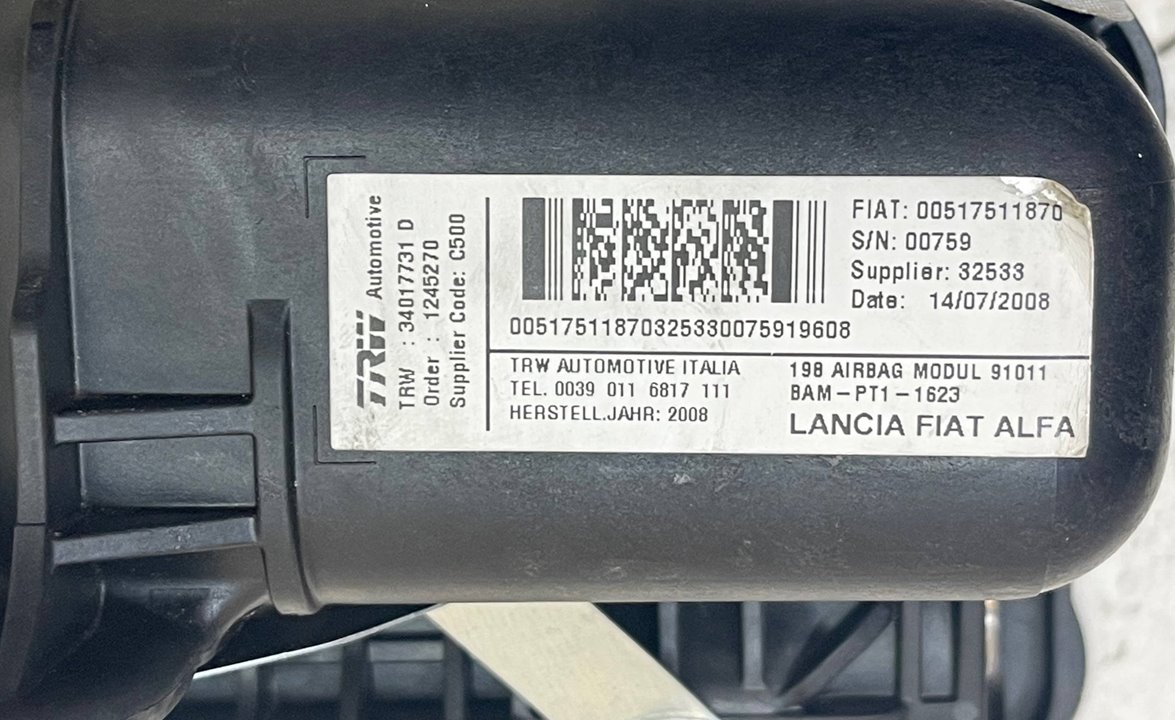 TRW Automotive
TRW : 34017731 D
Order : 1245270
Supplier Code: C500
FIAT: 00517511870
S/N: 00759
Supplier: 32533
Date: 14/07/2008
00517511870325330075919608
TRW AUTOMOTIVE ITALIA
TEL. 0039 011 6817 111
HERSTELL.JAHR: 2008
198 AIRBAG MODUL 91011
BAM-PT1-1623
LANCIA FIAT ALFA